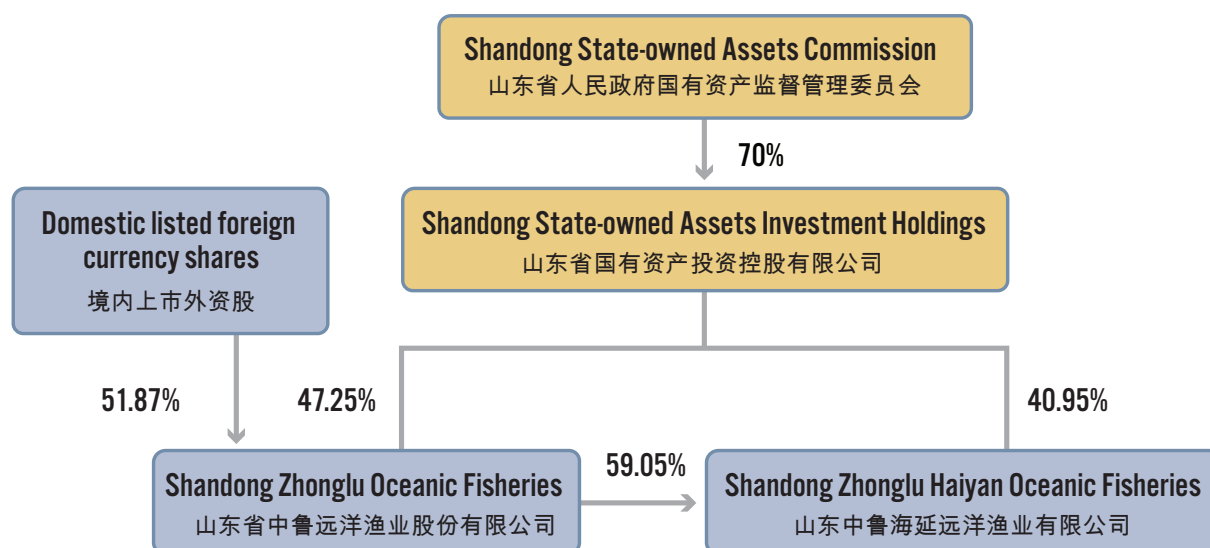 Shandong State-owned Assets Commission
山东省人民政府国有资产监督管理委员会
70%
Domestic listed foreign
currency shares
境内上市外资股
Shandong State-owned Assets Investment Holdings
山东省国有资产投资控股有限公司
51.87%
47.25%
40.95%
59.05%
Shandong Zhonglu Oceanic Fisheries
山东省中鲁远洋渔业股份有限公司
Shandong Zhonglu Haiyan Oceanic Fisheries
山东中鲁海延远洋渔业有限公司